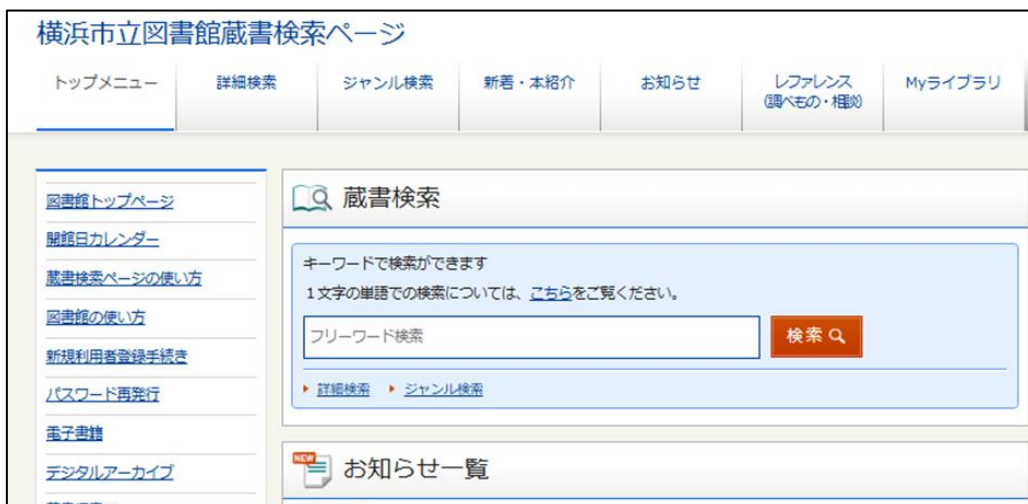 横浜市立図書館蔵書検索ページ
トップメニュー
詳細検索
ジャンル検索
新着・本紹介
お知らせ
レファレンス
(調べもの・相談)
Myライブラリ
図書館トップページ
開館日カレンダー
蔵書検索ページの使い方
図書館の使い方
新規利用者登録手続き
パスワード再発行
電子書籍
デジタルアーカイブ
蔵書検索
キーワードで検索ができます
1文字の単語での検索については、こちらをご覧ください。
フリーワード検索
検索
詳細検索
ジャンル検索
NEW
お知らせ一覧